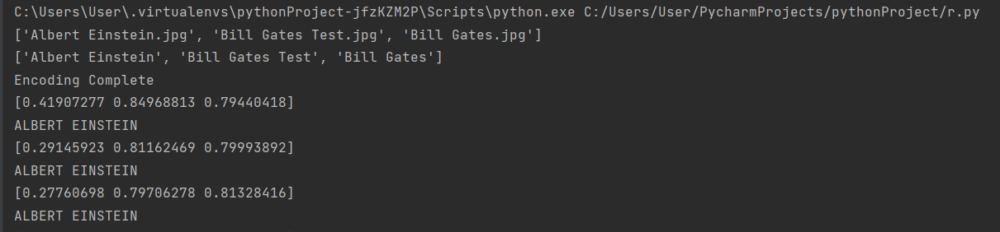 C:\Users\User\.virtualenvs\pythonProject-jfzKZM2P\Scripts\python.exe C:/Users/User/PycharmProjects/pythonProject/r.py
['Albert Einstein.jpg', 'Bill Gates Test.jpg', 'Bill Gates.jpg']
['Albert Einstein', 'Bill Gates Test', 'Bill Gates']
Encoding Complete
[0.41907277 0.84968813 0.79440418]
ALBERT EINSTEIN
[0.29145923 0.81162469 0.79993892]
ALBERT EINSTEIN
[0.27760698 0.79706278 0.81328416]
ALBERT EINSTEIN